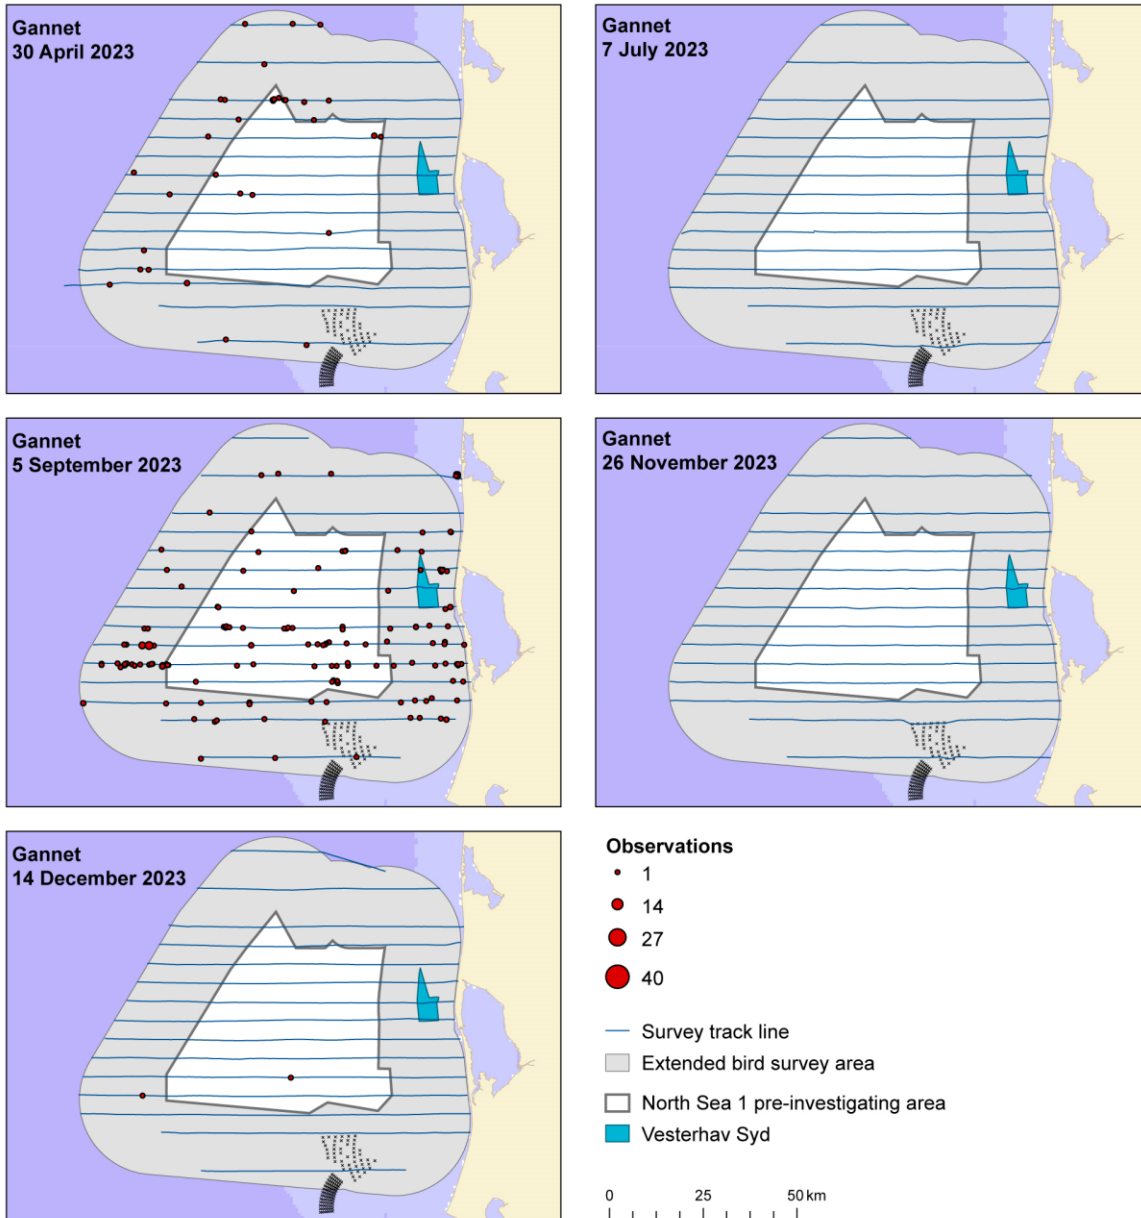 Gannet
30 April 2023
Gannet
7 July 2023
Gannet
5 September 2023
Gannet
26 November 2023
Gannet
14 December 2023
Observations
1
14
27
40
Survey track line
Extended bird survey area
North Sea 1 pre-investigating area
Vesterhav Syd
0 25 50 km